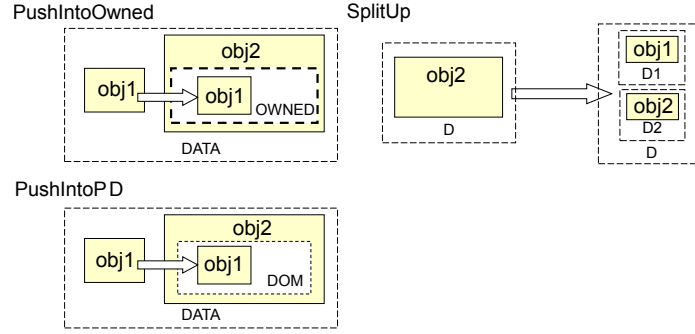 PushIntoOwned
obj2
obj1
obj1
OWNED
DATA
SplitUp
obj2
D
obj1
D1
obj2
D2
D
PushIntoPD
obj2
obj1
obj1
DOM
DATA